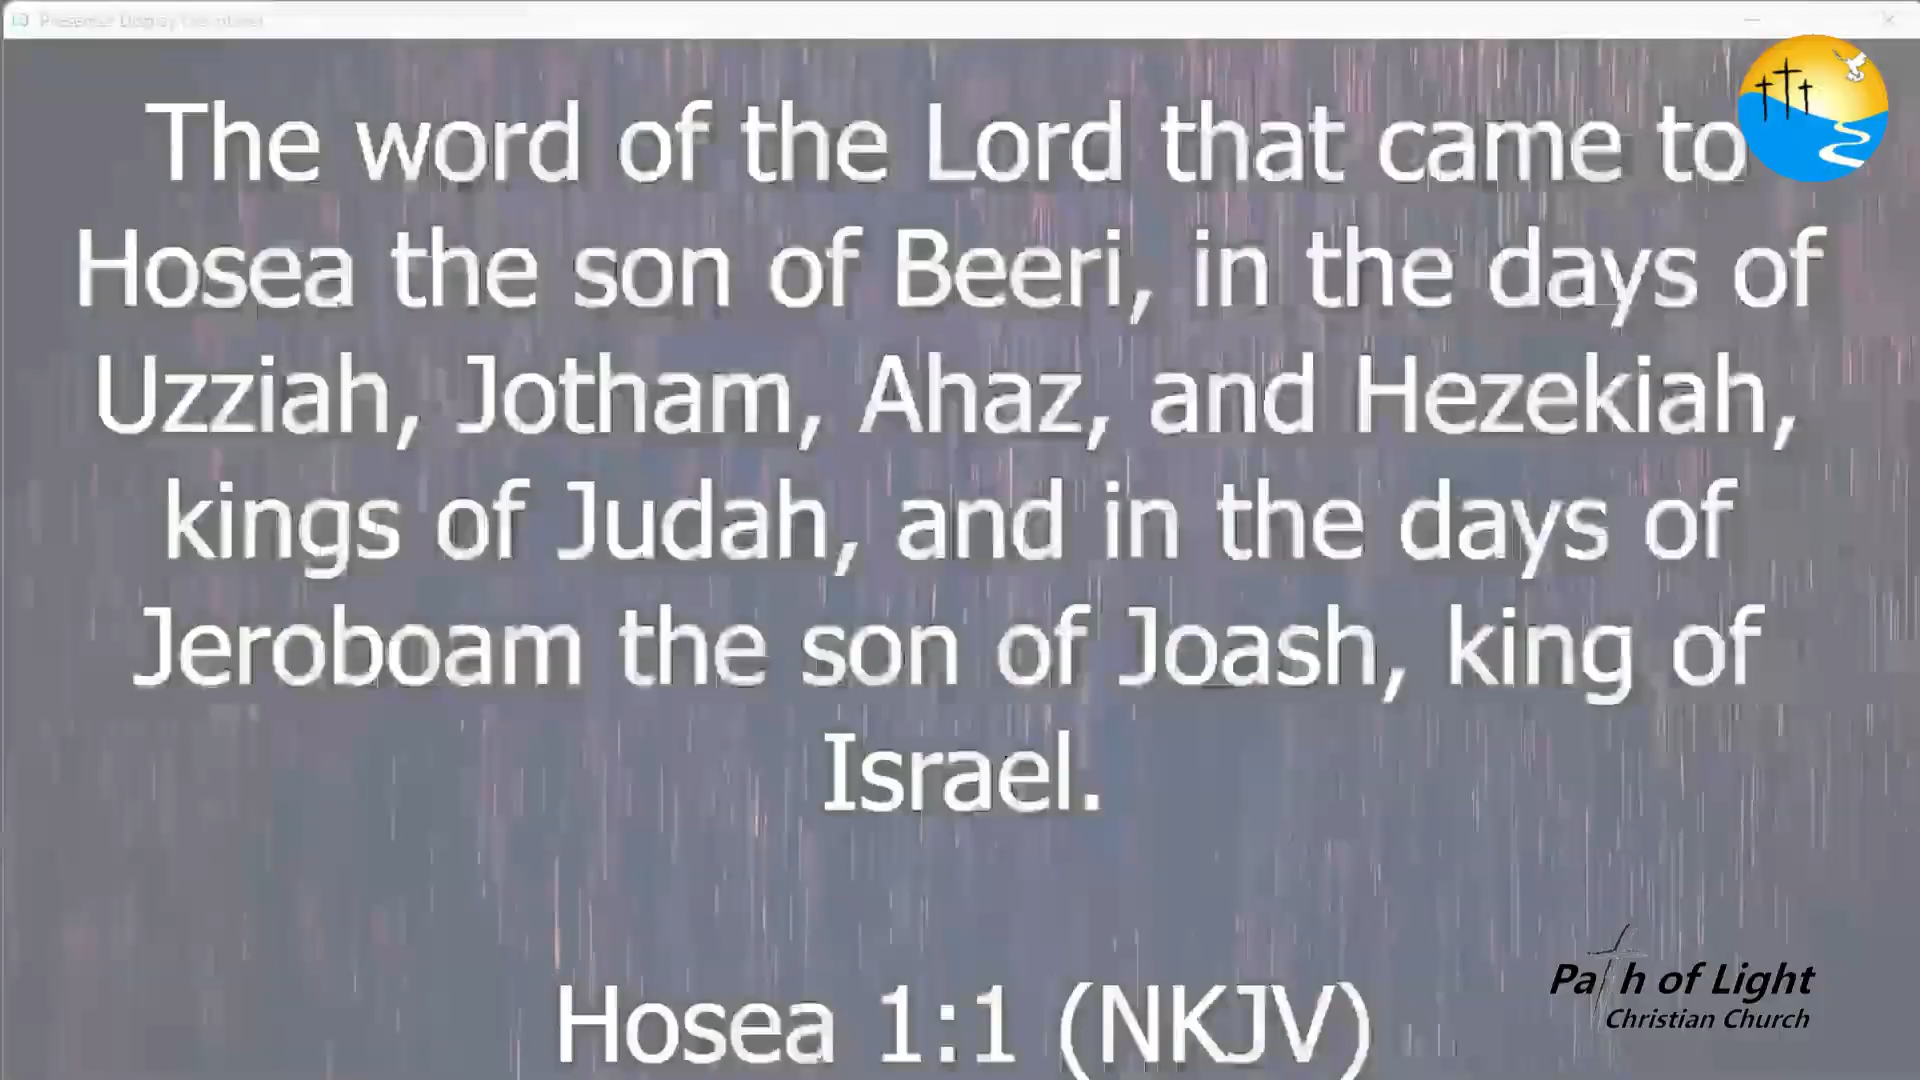 The word of the Lord that came to
Hosea the son of Beeri, in the days of
Uzziah, Jotham, Ahaz, and Hezekiah,
kings of Judah, and in the days of
Jeroboam the son of Joash, king of
Israel.
Hosea 1:1 (NKJV)
Path of Light
Christian Church